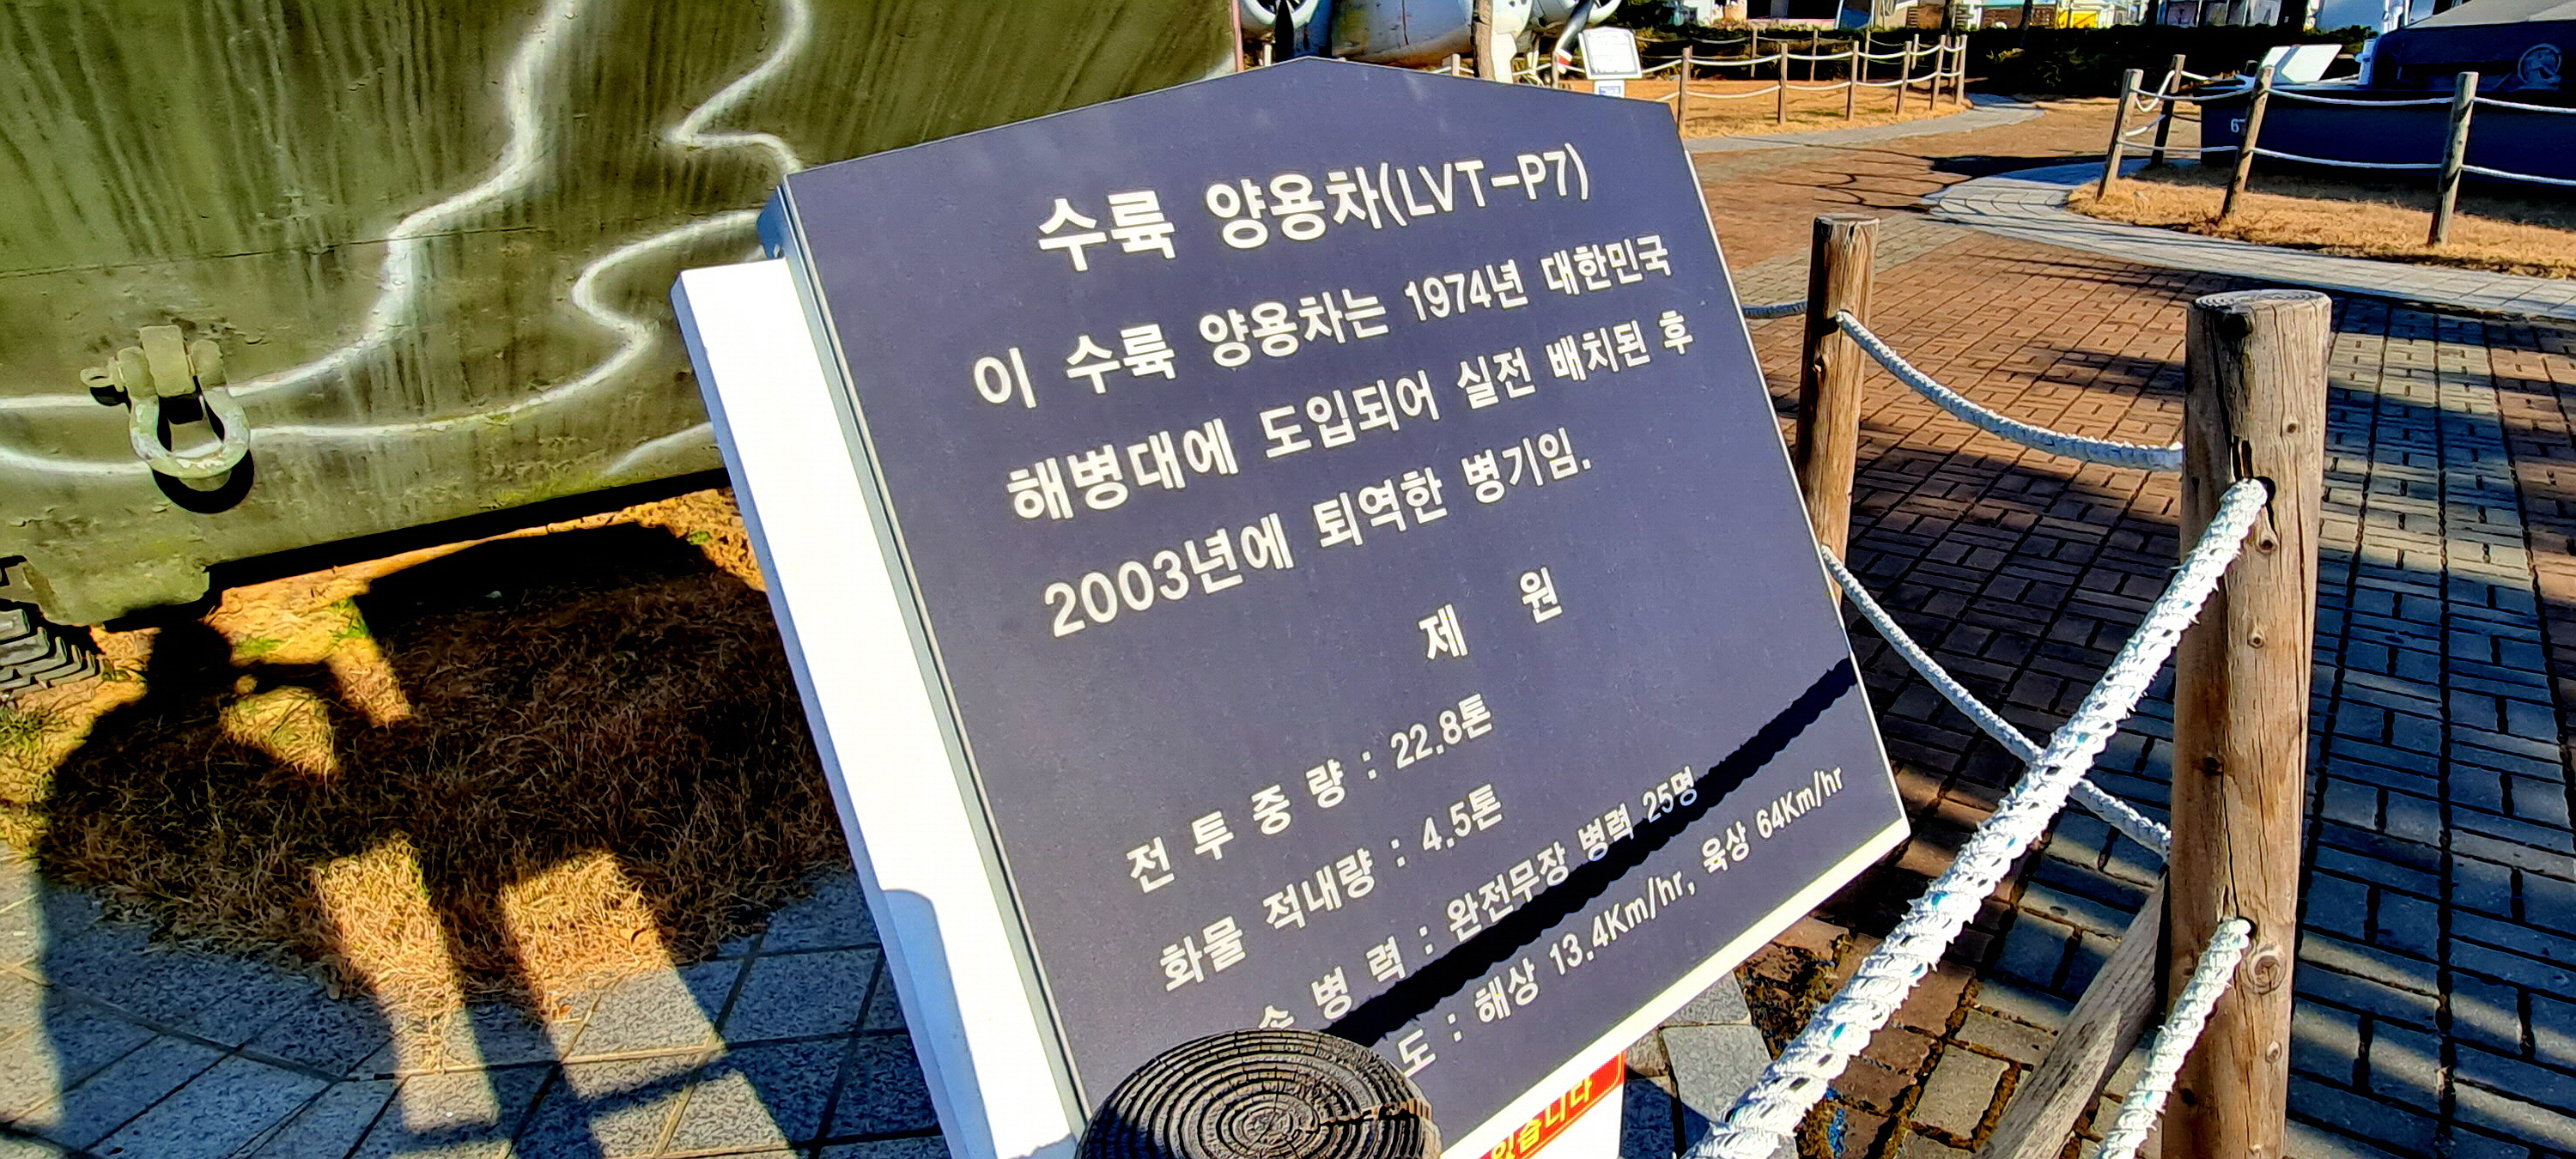 수륙 양용차(LVT-P7)
이 수륙 양용차는 1974년 대한민국
해병대에 도입되어 실전 배치된 후
2003년에 퇴역한 병기임.
제 원
전 투 중 량 : 22.8톤
화물 적내량 : 4.5톤
병 력 : 완전무장 병력 25명
도 : 해상 13.4Km/hr, 육상 64Km/hr